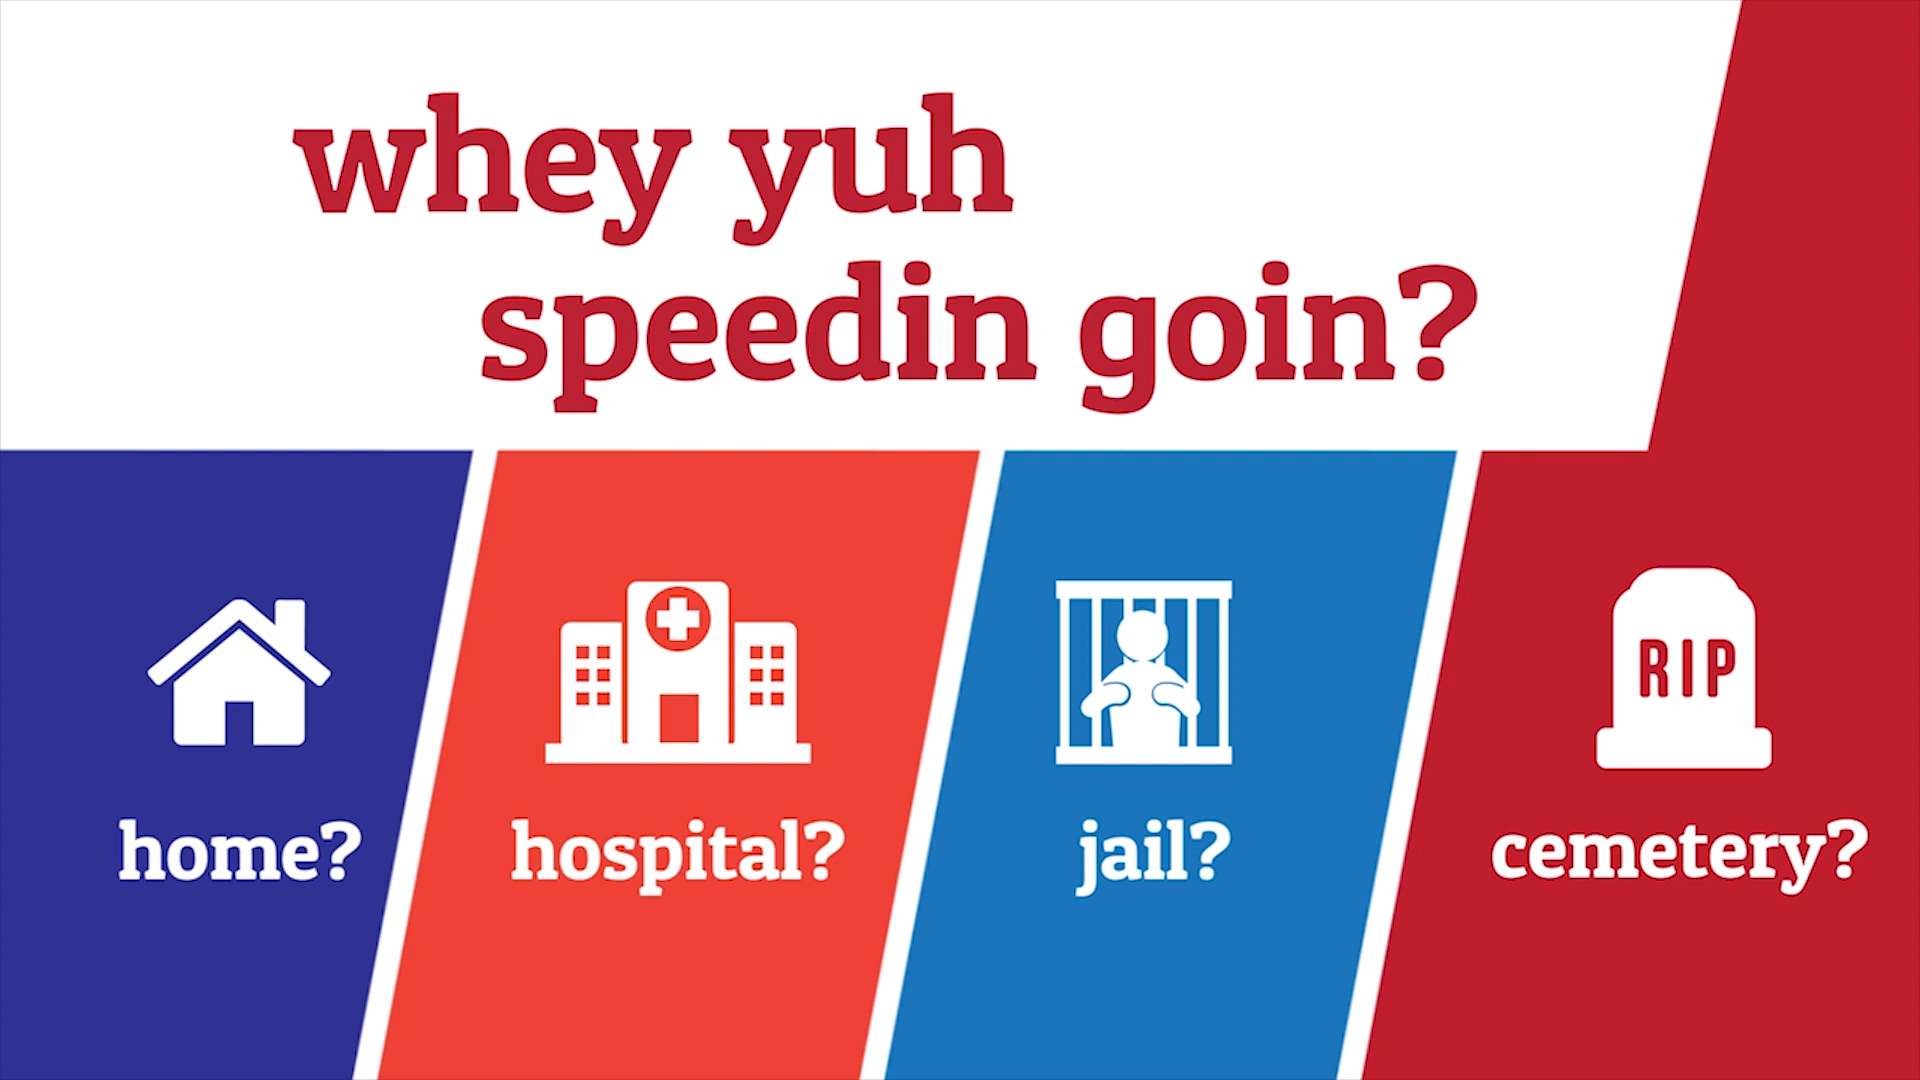 whey yuh
speedin goin?
RIP
home?
hospital?
jail?
cemetery?